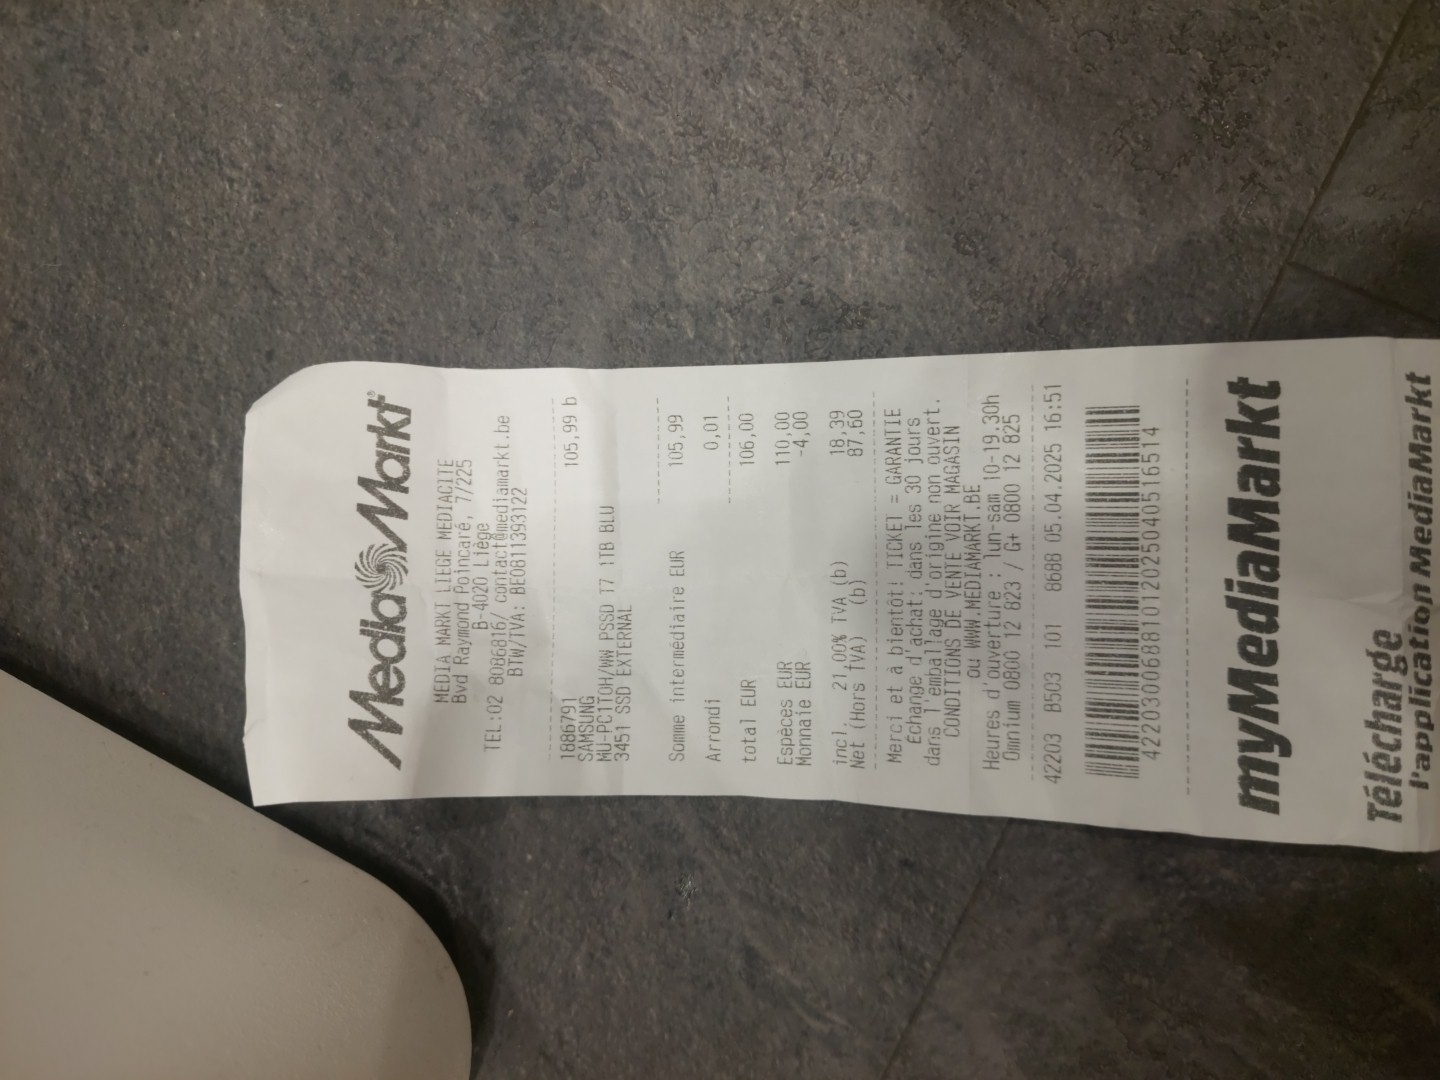 MediaMarkt®
MEDIA MARKT LIEGE MEDIACITE
Bvd Raymond Poincaré, 7/225
B-4020 Liège
TEL:02 8086816/ contact@mediamarkt.be
BTW/TVA: BE0811393122
1886791 105,99 b
SAMSUNG
MU-PC1T0H/WW PSSD T7 1TB BLU
3451 SSD EXTERNAL
Somme intermédiaire EUR 105,99
Arrondi 0,01
total EUR 106,00
Espèces EUR 110,00
Monnaie EUR -4,00
incl. 21,00% TVA (b) 18,39
Net (Hors TVA) (b) 87,60
Merci et à bientôt! TICKET = GARANTIE
Echange d'achat: dans les 30 jours
dans l'emballage d'origine non ouvert.
CONDITIONS DE VENTE VOIR MAGASIN
ou WWW.MEDIAMARKT.BE
Heures d'ouverture : lun-sam 10-19.30h
Omnium 0800 12 823 / G+ 0800 12 825
42203 B503 101 8688 05.04.2025 16:51
422203006881012025040516514
myMediaMarkt
Télécharge
l'application MediaMarkt